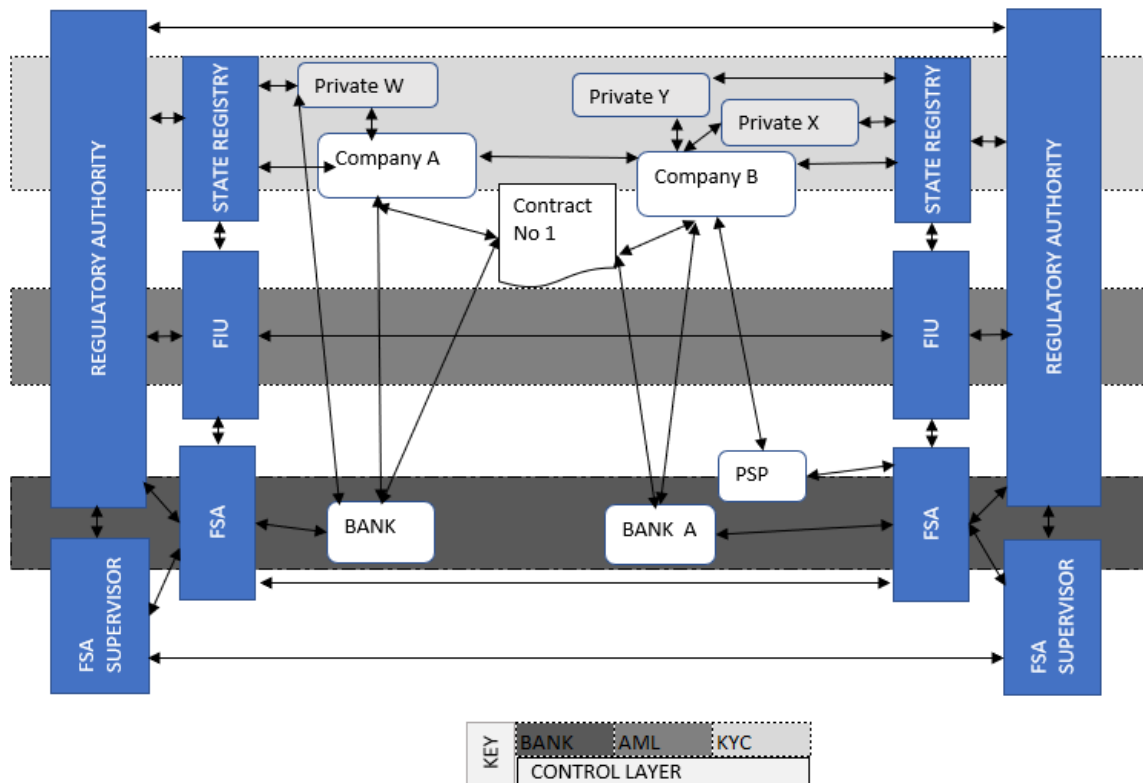 REGULATORY AUTHORITY
STATE REGISTRY
Private W
Private Y
Private X
STATE REGISTRY
REGULATORY AUTHORITY
Company A
Company B
Contract
No 1
FIU
FIU
PSP
FSA
BANK
BANK A
FSA
FSA
SUPERVISOR
FSA
SUPERVISOR
KEY
BANK AML KYC
CONTROL LAYER